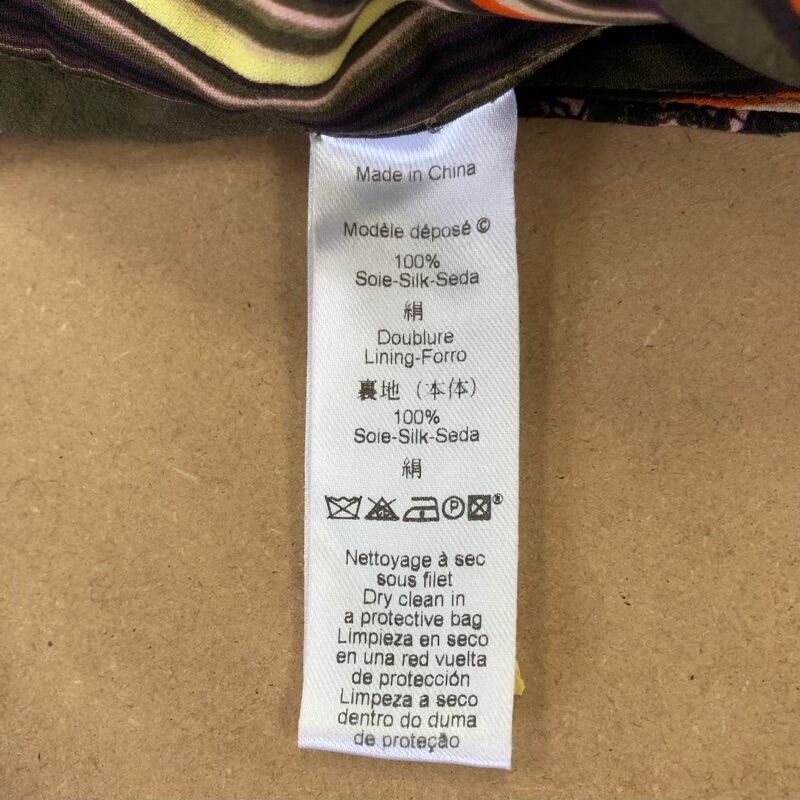 Made in China
Modèle déposé ©
100%
Soie-Silk-Seda
絹
Doublure
Lining-Forro
裏地（本体）
100%
Soie-Silk-Seda
絹
P ®
Nettoyage à sec
sous filet
Dry clean in
a protective bag
Limpieza en seco
en una red vuelta
de protección
Limpeza a seco
dentro do duma
de proteção